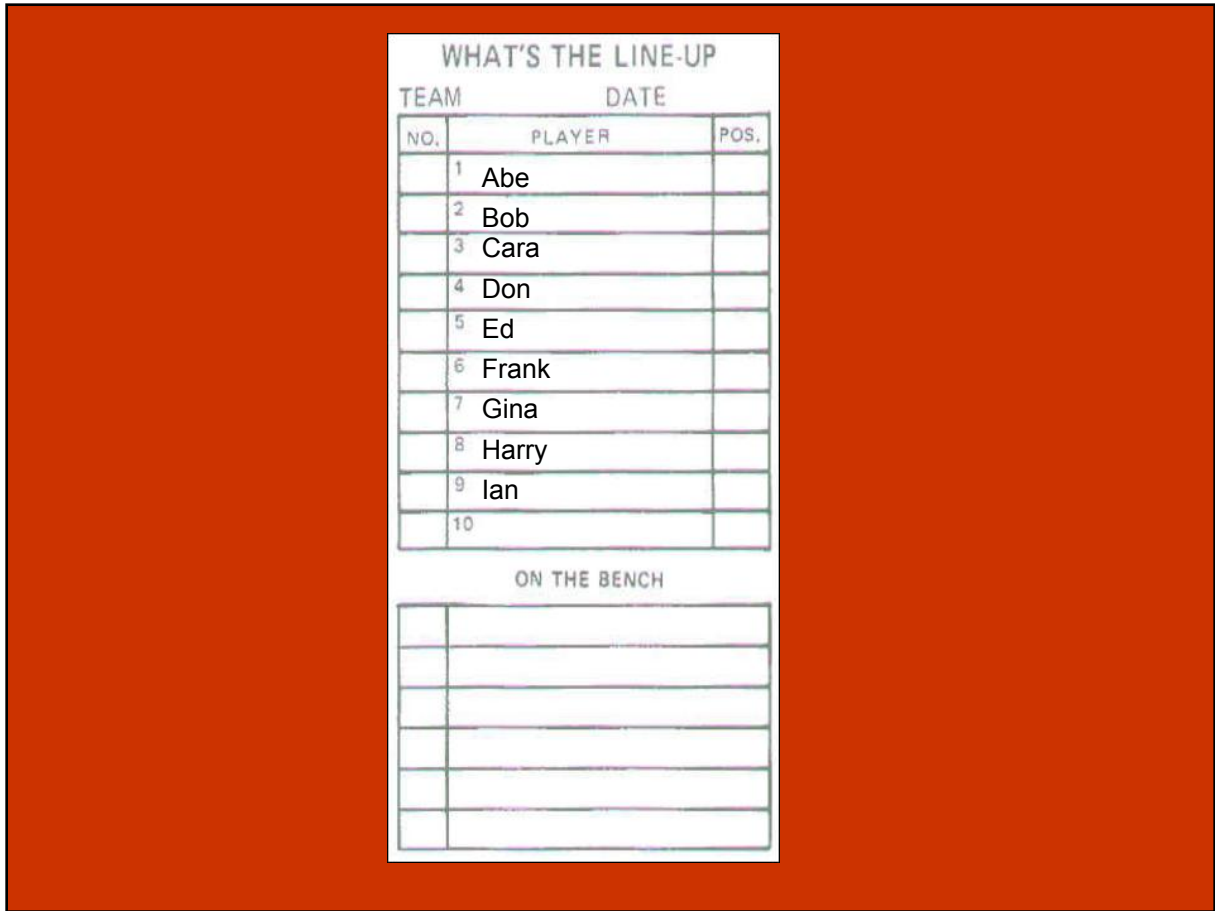 WHAT'S THE LINE-UP
TEAM DATE
NO. PLAYER POS.
1 Abe
2 Bob
3 Cara
4 Don
5 Ed
6 Frank
7 Gina
8 Harry
9 Ian
10
ON THE BENCH